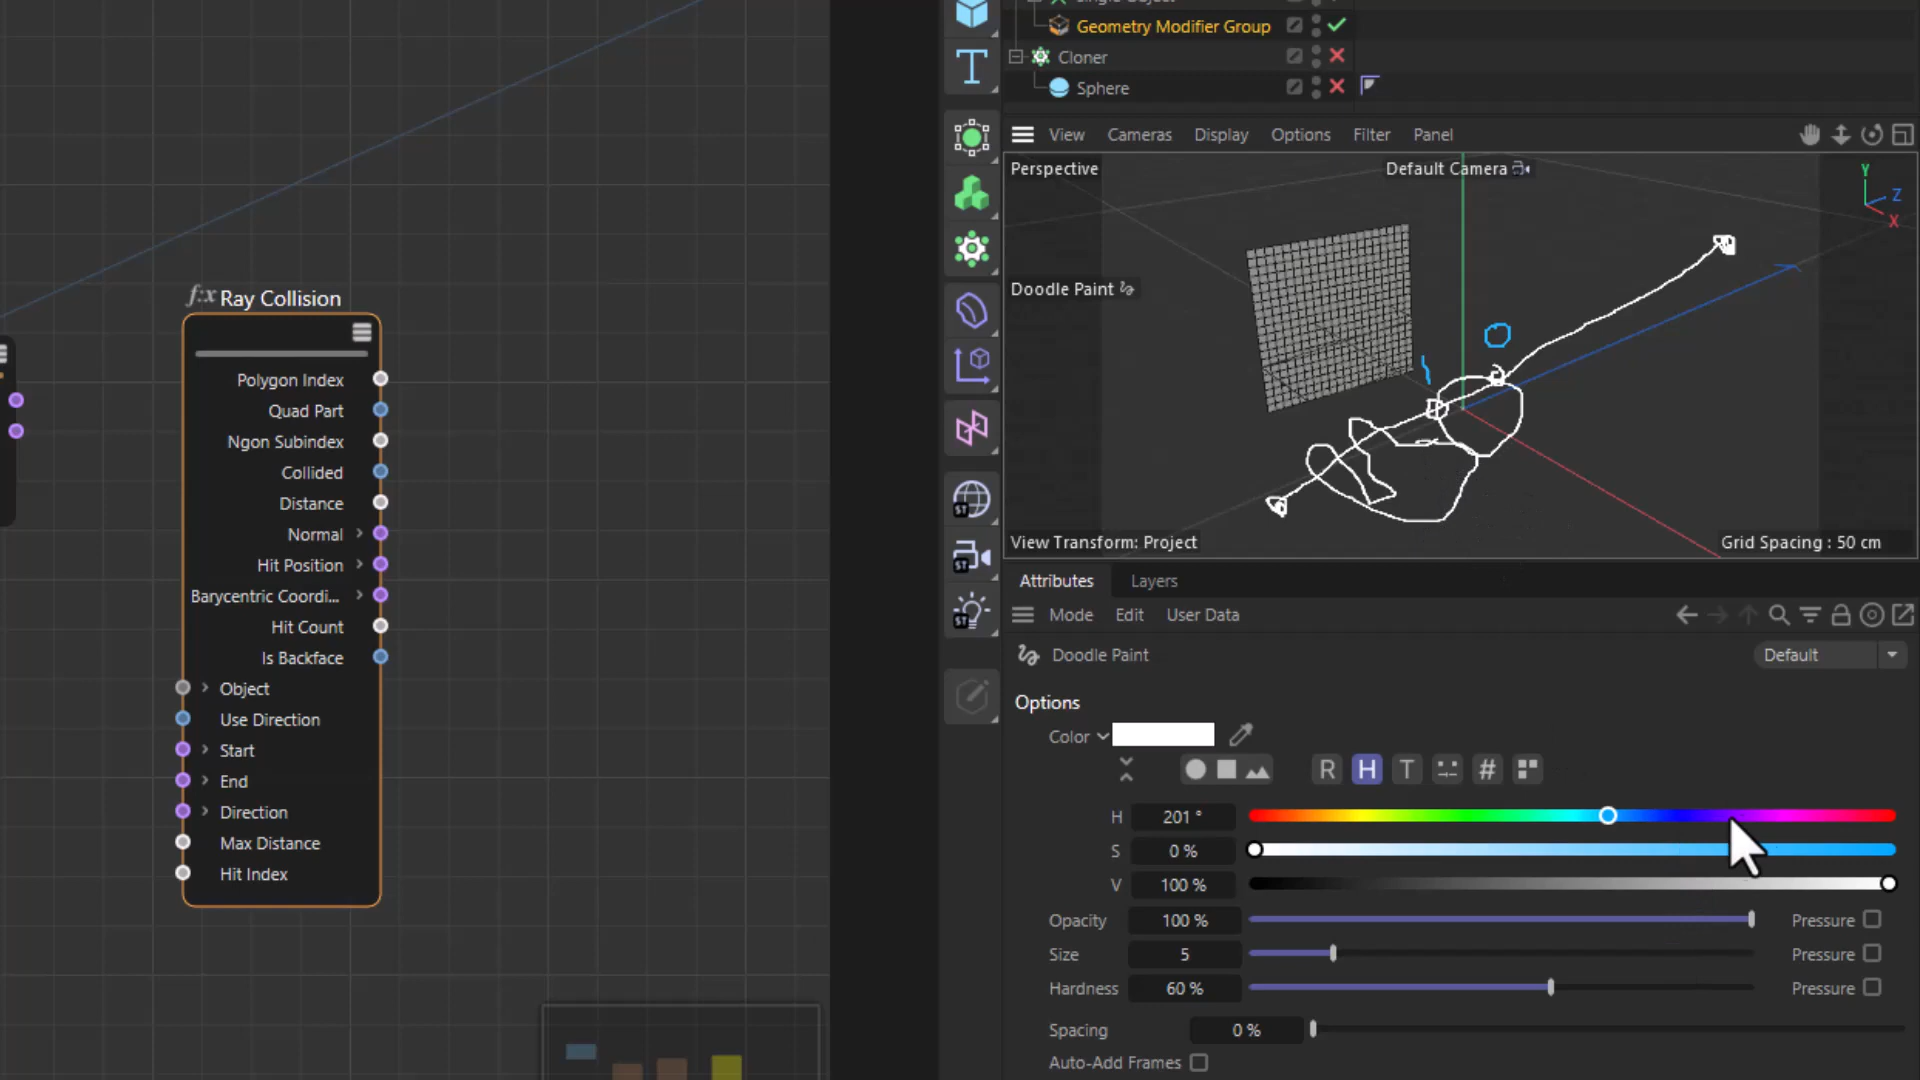 Geometry Modifier Group
Cloner
Sphere
View Cameras Display Options Filter Panel
Perspective
Default Camera
Y
Z
X
Doodle Paint
View Transform: Project
Grid Spacing : 50 cm
f:x Ray Collision
Polygon Index
Quad Part
Ngon Subindex
Collided
Distance
Normal
Hit Position
Barycentric Coordi...
Hit Count
Is Backface
Object
Use Direction
Start
End
Direction
Max Distance
Hit Index
T
ST
ST
ST
Attributes Layers
Mode Edit User Data
Doodle Paint
Default
Options
Color
R H T #
H 201 °
S 0 %
V 100 %
Opacity 100 % Pressure
Size 5 Pressure
Hardness 60 % Pressure
Spacing 0 %
Auto-Add Frames